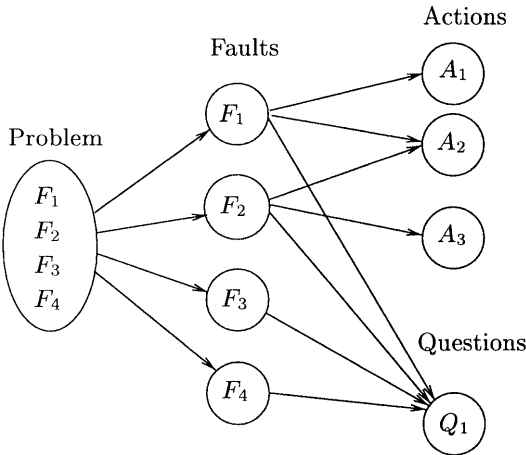 Problem
F₁
F₂
F₃
F₄
Faults
F₁
F₂
F₃
F₄
Actions
A₁
A₂
A₃
Questions
Q₁